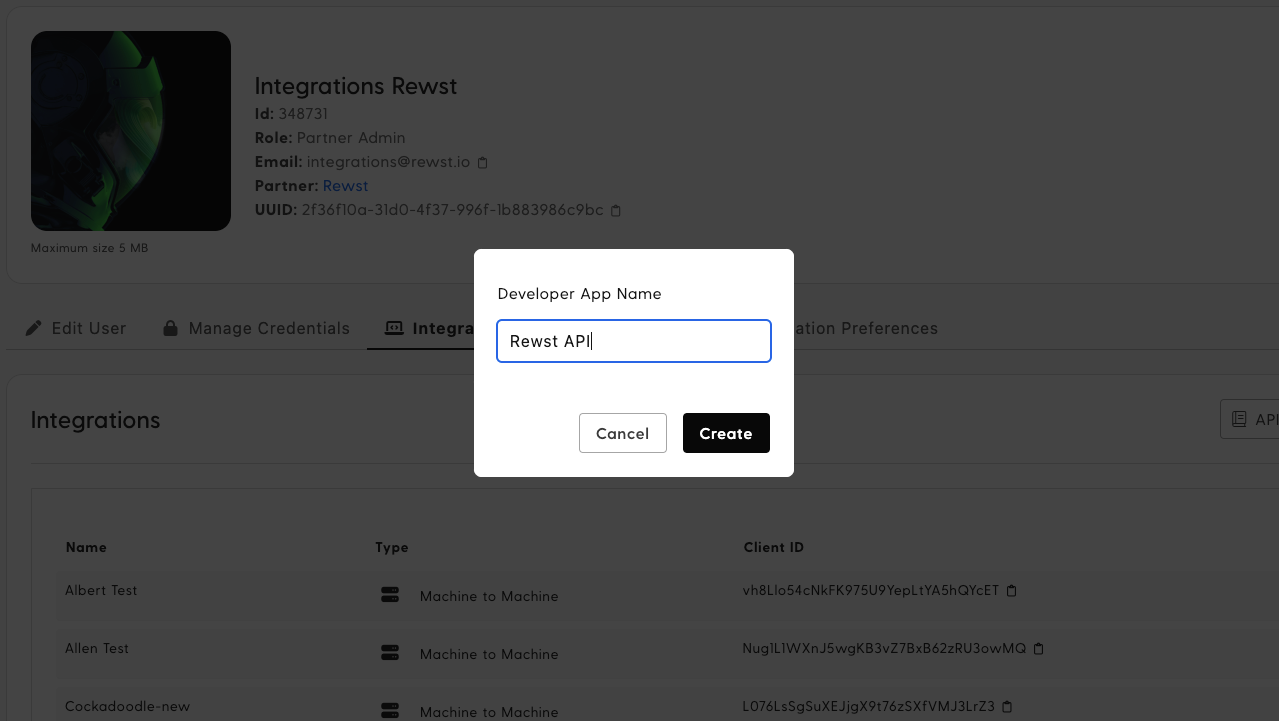 Integrations Rewst
Id: 348731
Role: Partner Admin
Email: integrations@rewst.io
Partner: Rewst
UUID: 2f36f10a-31d0-4f37-996f-1b883986c9bc
Maximum size 5 MB
Developer App Name
Rewst API
Cancel Create
Edit User Manage Credentials Integra ation Preferences
Integrations API
Name Type Client ID
Albert Test Machine to Machine vh8Llo54cNkFK975U9YepLtYA5hQYcET
Allen Test Machine to Machine Nug1L1WXnJ5wgKB3vZ7BxB62zRU3owMQ
Cockadoodle-new Machine to Machine L076LsSgSuXEJjgX9t76zSXfVMJ3LrZ3